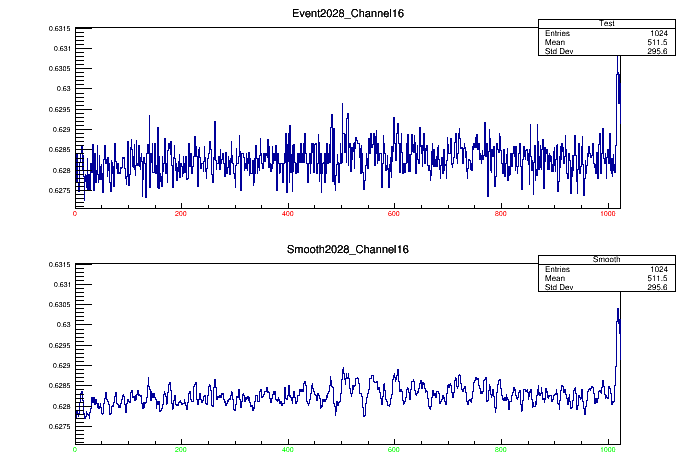 Event2028_Channel16
Test
Entries 1024
Mean 511.5
Std Dev 295.6
0.6315
0.631
0.6305
0.63
0.6295
0.629
0.6285
0.628
0.6275
0 200 400 600 800 1000
Smooth2028_Channel16
Smooth
Entries 1024
Mean 511.5
Std Dev 295.6
0.6315
0.631
0.6305
0.63
0.6295
0.629
0.6285
0.628
0.6275
0 200 400 600 800 1000